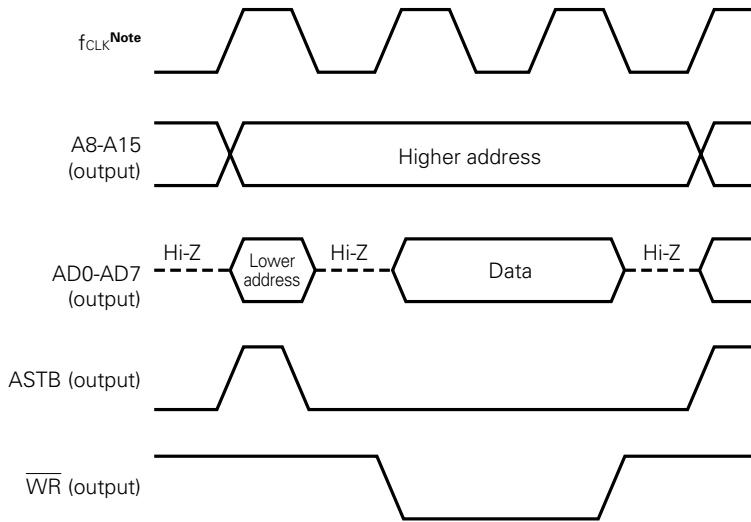 fCLKNote
A8-A15
(output)
Higher address
Hi-Z
Lower
address
Hi-Z
Data
Hi-Z
AD0-AD7
(output)
ASTB (output)
WR (output)